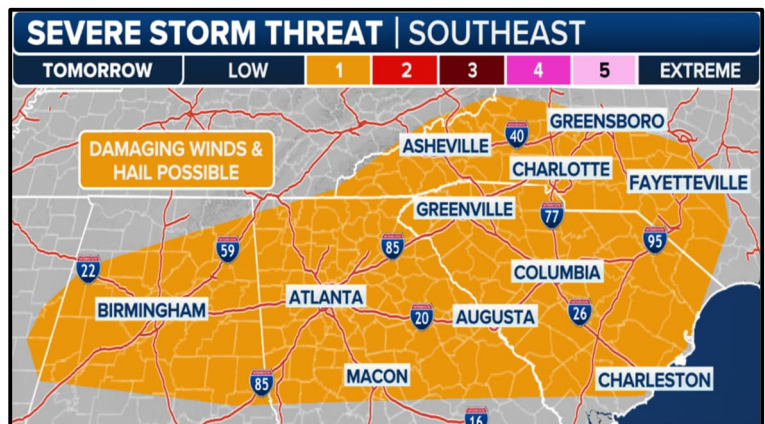 SEVERE STORM THREAT | SOUTHEAST
TOMORROW LOW 1 2 3 4 5 EXTREME
DAMAGING WINDS &
HAIL POSSIBLE
GREENSBORO
40
ASHEVILLE
CHARLOTTE
FAYETTEVILLE
GREENVILLE
77
59
85
95
22
COLUMBIA
ATLANTA
BIRMINGHAM
20
AUGUSTA
26
MACON
85
CHARLESTON
16